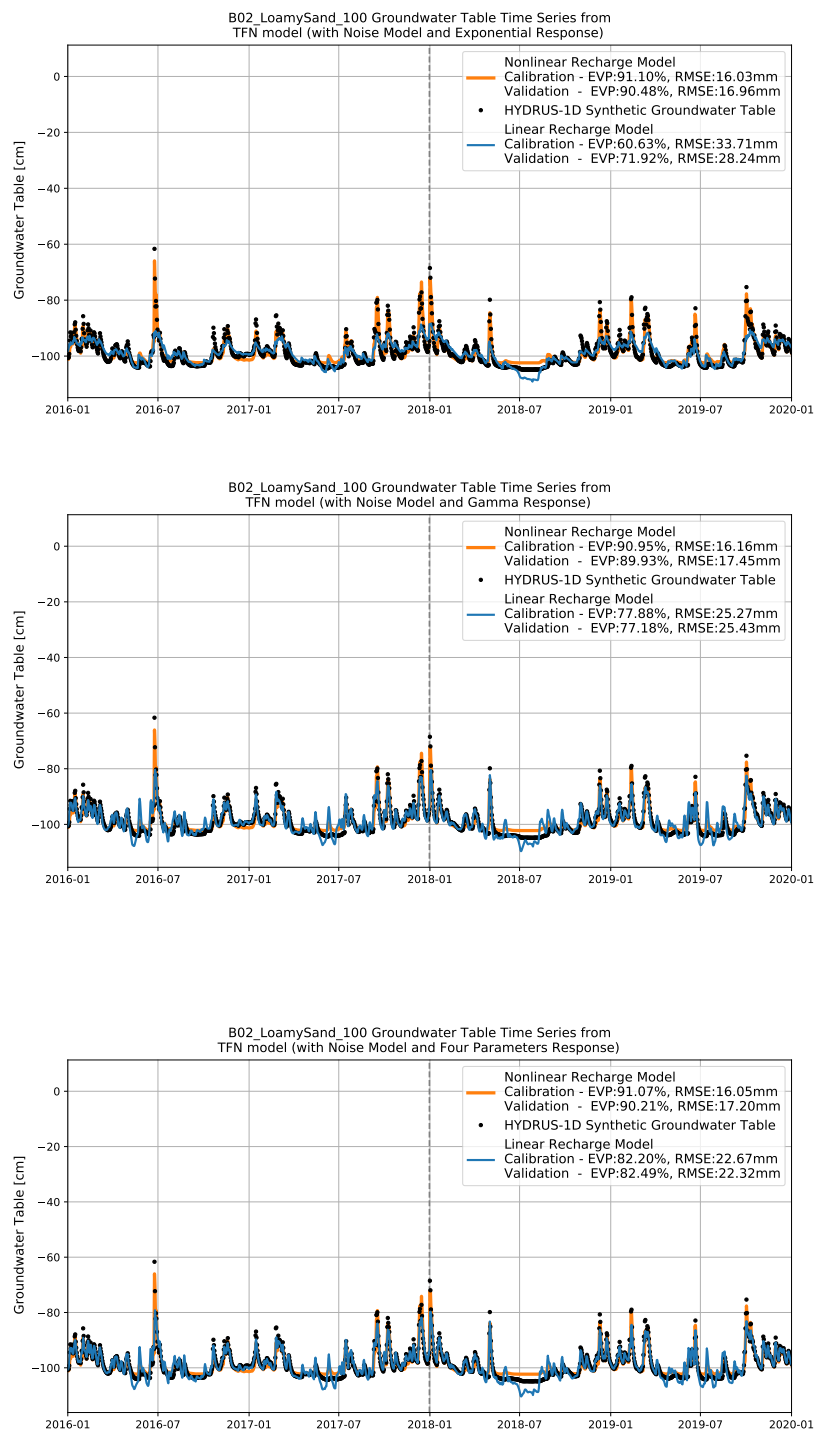 B02_LoamySand_100 Groundwater Table Time Series from
TFN model (with Noise Model and Exponential Response)
Nonlinear Recharge Model
Calibration - EVP:91.10%, RMSE:16.03mm
Validation  -  EVP:90.48%, RMSE:16.96mm
HYDRUS-1D Synthetic Groundwater Table
Linear Recharge Model
Calibration - EVP:60.63%, RMSE:33.71mm
Validation  -  EVP:71.92%, RMSE:28.24mm
Groundwater Table [cm]
0
−20
−40
−60
−80
−100
2016-01 2016-07 2017-01 2017-07 2018-01 2018-07 2019-01 2019-07 2020-01
B02_LoamySand_100 Groundwater Table Time Series from
TFN model (with Noise Model and Gamma Response)
Nonlinear Recharge Model
Calibration - EVP:90.95%, RMSE:16.16mm
Validation  -  EVP:89.93%, RMSE:17.45mm
HYDRUS-1D Synthetic Groundwater Table
Linear Recharge Model
Calibration - EVP:77.88%, RMSE:25.27mm
Validation  -  EVP:77.18%, RMSE:25.43mm
Groundwater Table [cm]
0
−20
−40
−60
−80
−100
2016-01 2016-07 2017-01 2017-07 2018-01 2018-07 2019-01 2019-07 2020-01
B02_LoamySand_100 Groundwater Table Time Series from
TFN model (with Noise Model and Four Parameters Response)
Nonlinear Recharge Model
Calibration - EVP:91.07%, RMSE:16.05mm
Validation  -  EVP:90.21%, RMSE:17.20mm
HYDRUS-1D Synthetic Groundwater Table
Linear Recharge Model
Calibration - EVP:82.20%, RMSE:22.67mm
Validation  -  EVP:82.49%, RMSE:22.32mm
Groundwater Table [cm]
0
−20
−40
−60
−80
−100
2016-01 2016-07 2017-01 2017-07 2018-01 2018-07 2019-01 2019-07 2020-01